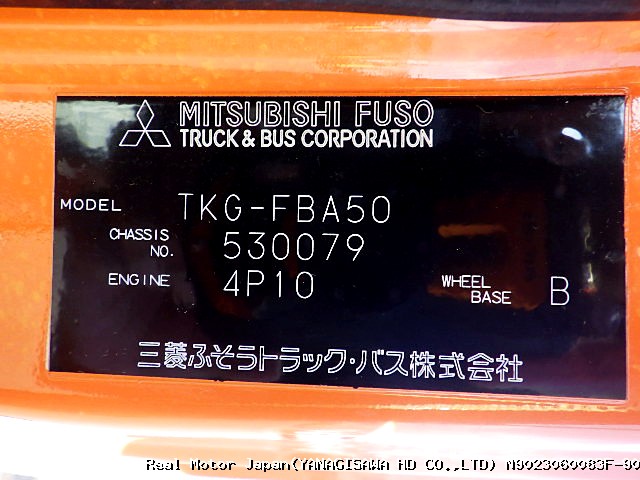 MITSUBISHI FUSO
TRUCK & BUS CORPORATION
MODEL TKG-FBA50
CHASSIS NO. 530079
ENGINE 4P10
WHEEL BASE B
三菱ふそうトラック・バス株式会社
Real Motor Japan(YANAGISAWA HD CO.,LTD) N9023060083F-90